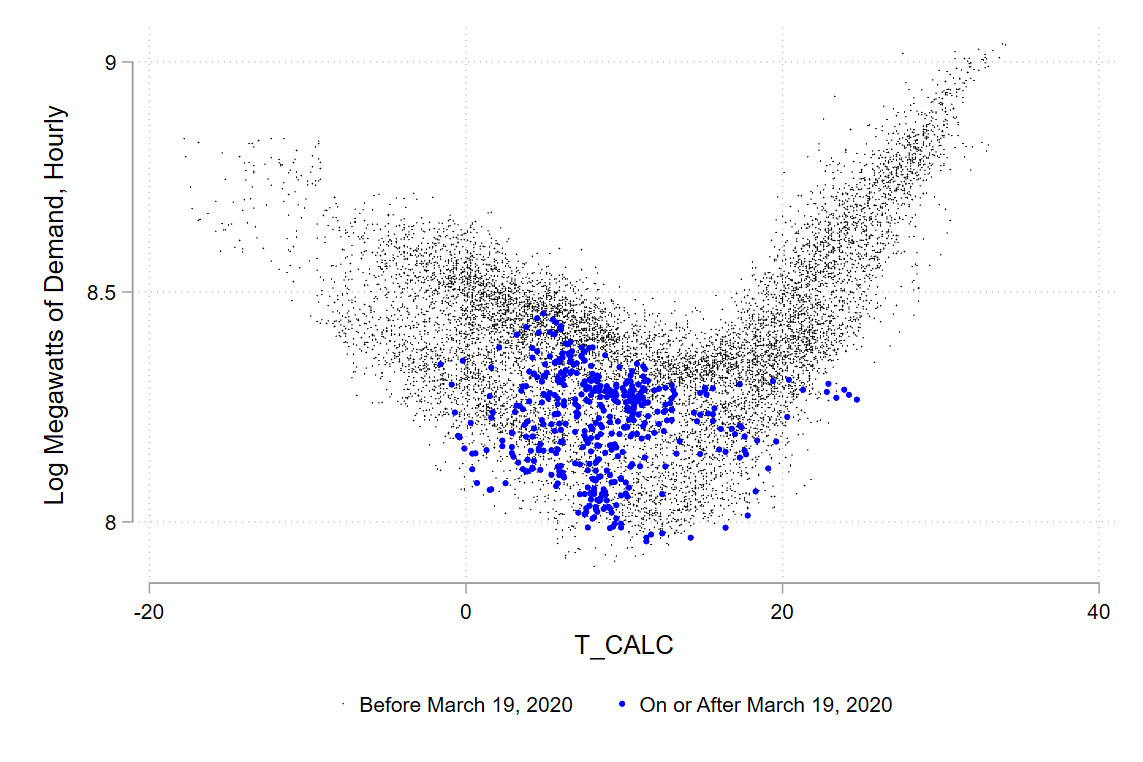 Log Megawatts of Demand, Hourly
9
8.5
8
-20 0 20 40
T_CALC
Before March 19, 2020 On or After March 19, 2020